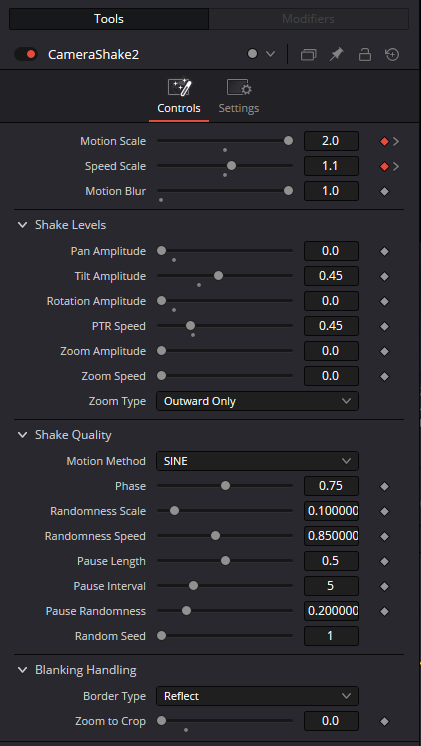 Tools Modifiers
CameraShake2
Controls Settings
Motion Scale 2.0
Speed Scale 1.1
Motion Blur 1.0
Shake Levels
Pan Amplitude 0.0
Tilt Amplitude 0.45
Rotation Amplitude 0.0
PTR Speed 0.45
Zoom Amplitude 0.0
Zoom Speed 0.0
Zoom Type Outward Only
Shake Quality
Motion Method SINE
Phase 0.75
Randomness Scale 0.100000
Randomness Speed 0.850000
Pause Length 0.5
Pause Interval 5
Pause Randomness 0.200000
Random Seed 1
Blanking Handling
Border Type Reflect
Zoom to Crop 0.0